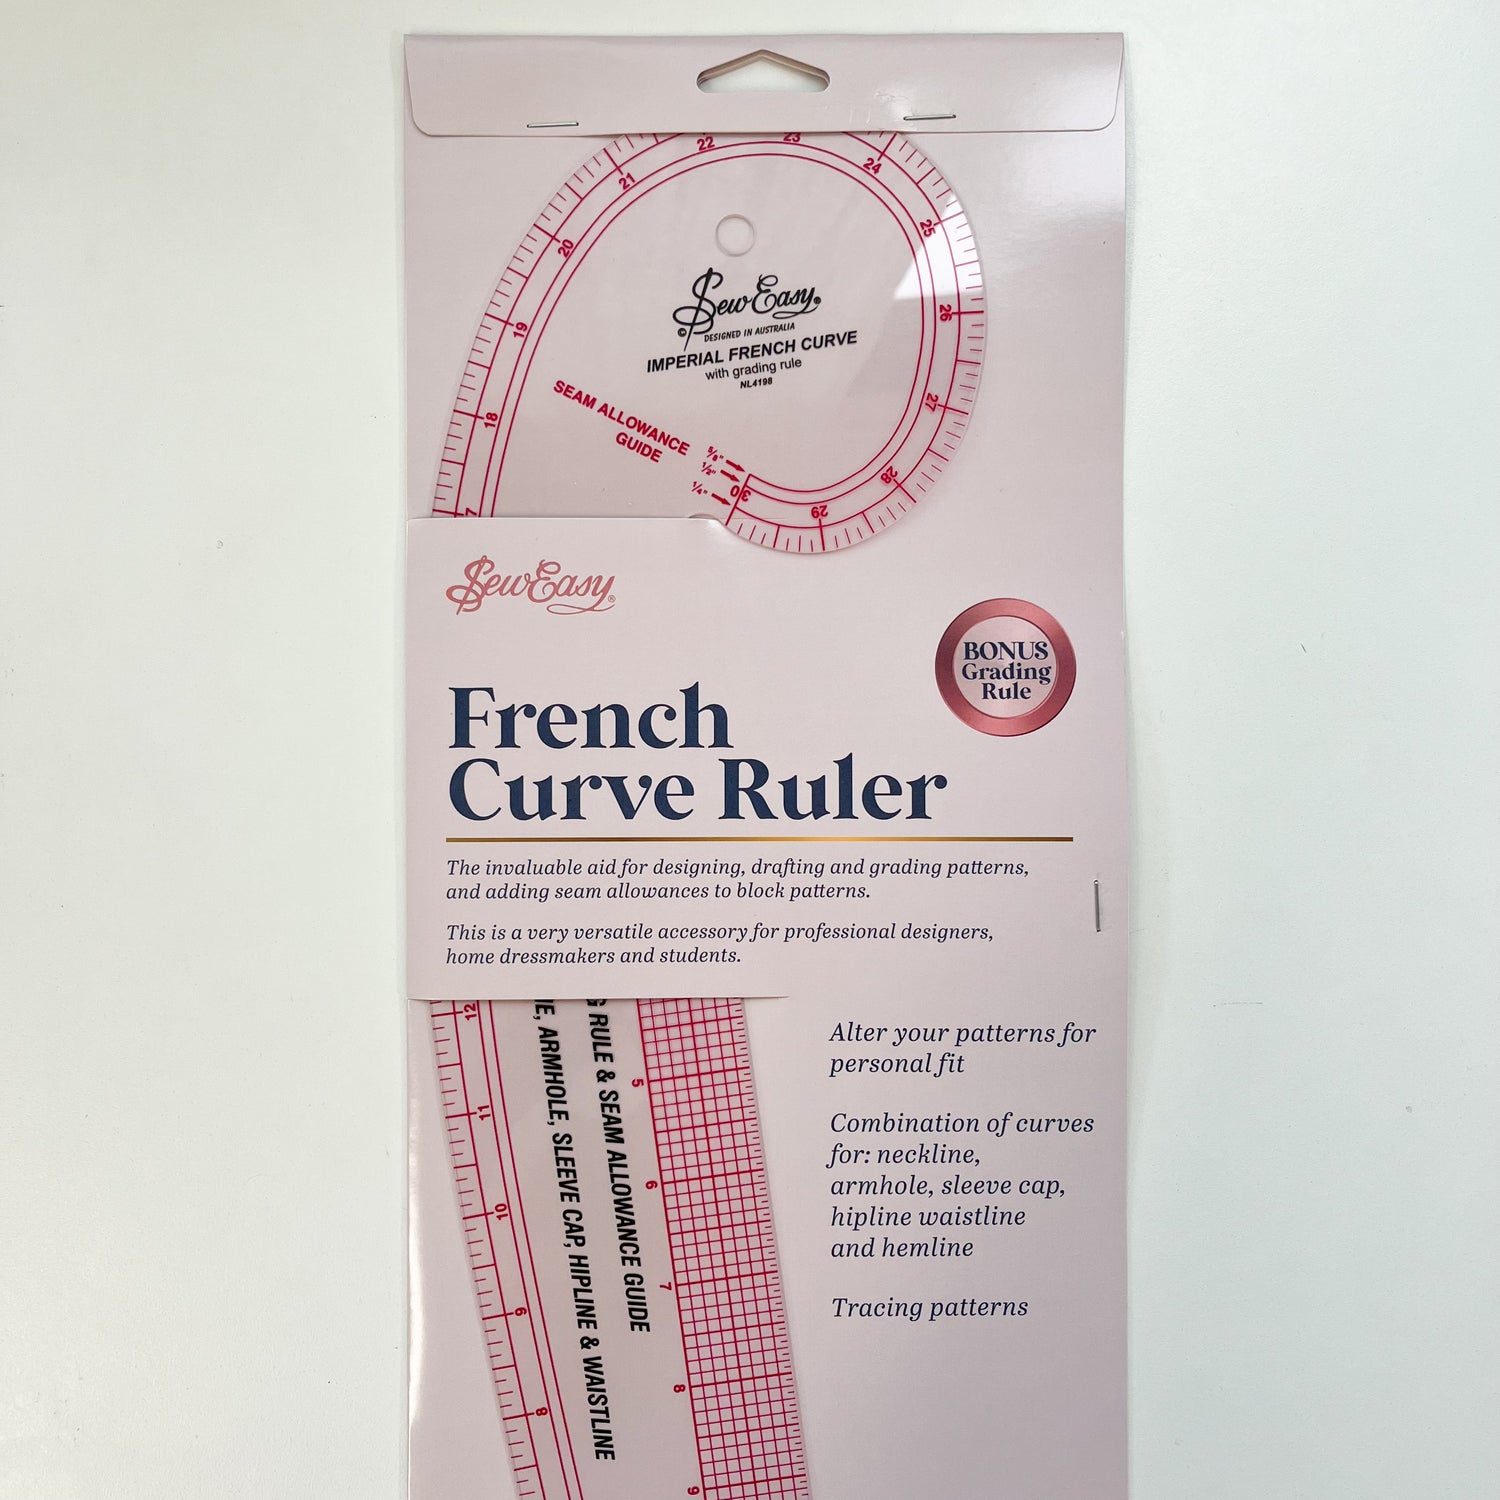 22
23
21
24
20
25
19
26
18
27
28
29
30
7
SewEasy®
©
DESIGNED IN AUSTRALIA
IMPERIAL FRENCH CURVE
with grading rule
NL4198
SEAM ALLOWANCE
GUIDE
5/8"
1/2"
1/4"
SewEasy®
BONUS
Grading
Rule
French
Curve Ruler
The invaluable aid for designing, drafting and grading patterns,
and adding seam allowances to block patterns.
This is a very versatile accessory for professional designers,
home dressmakers and students.
12
11
10
9
8
G RULE & SEAM ALLOWANCE GUIDE
E, ARMHOLE, SLEEVE CAP, HIPLINE & WAISTLINE
5
6
7
8
9
Alter your patterns for
personal fit
Combination of curves
for: neckline,
armhole, sleeve cap,
hipline waistline
and hemline
Tracing patterns